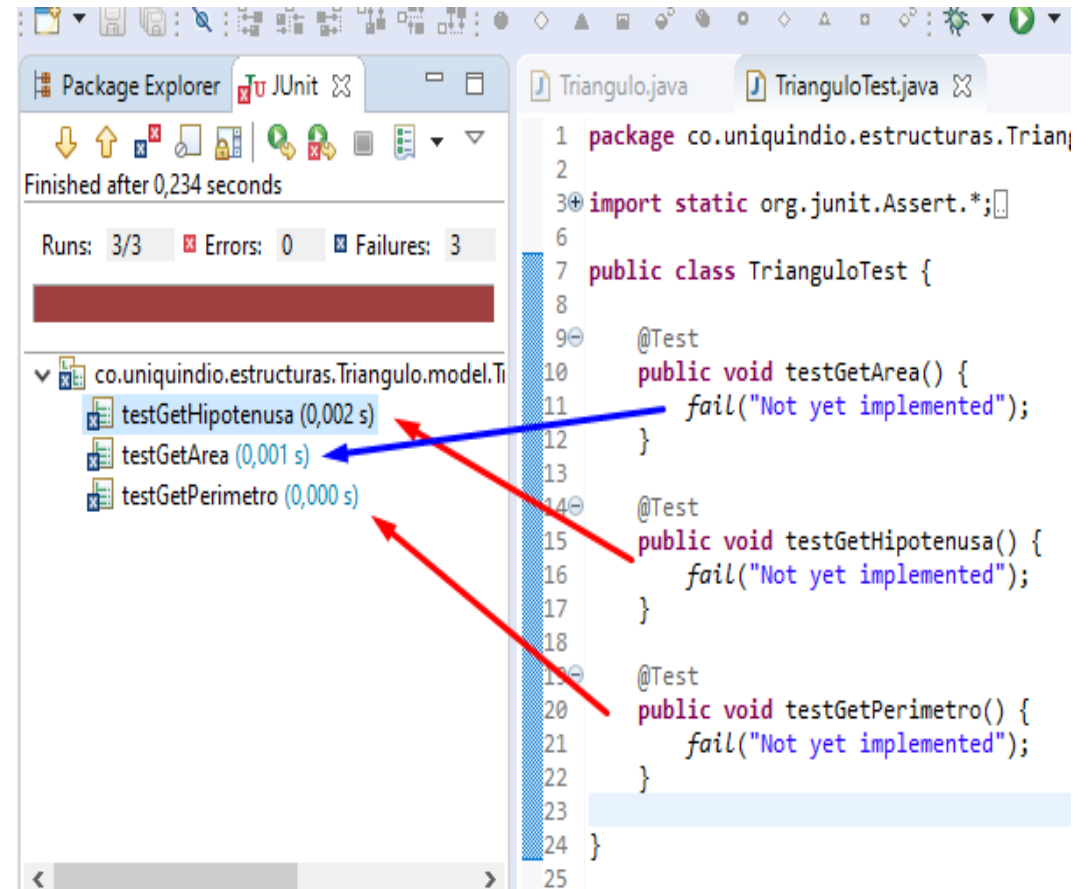 Package Explorer
JUnit
Finished after 0,234 seconds
Runs: 3/3 Errors: 0 Failures: 3
co.uniquindio.estructuras.Triangulo.model.
testGetHipotenusa (0,002 s)
testGetArea (0,001 s)
testGetPerimetro (0,000 s)
Triangulo.java
TrianguloTest.java
1 package co.uniquindio.estructuras.Triang
2
3 import static org.junit.Assert.*;
6
7 public class TrianguloTest {
8
9 @Test
10 public void testGetArea() {
11 fail("Not yet implemented");
12 }
13
14 @Test
15 public void testGetHipotenusa() {
16 fail("Not yet implemented");
17 }
18
19 @Test
20 public void testGetPerimetro() {
21 fail("Not yet implemented");
22 }
23
24 }
25